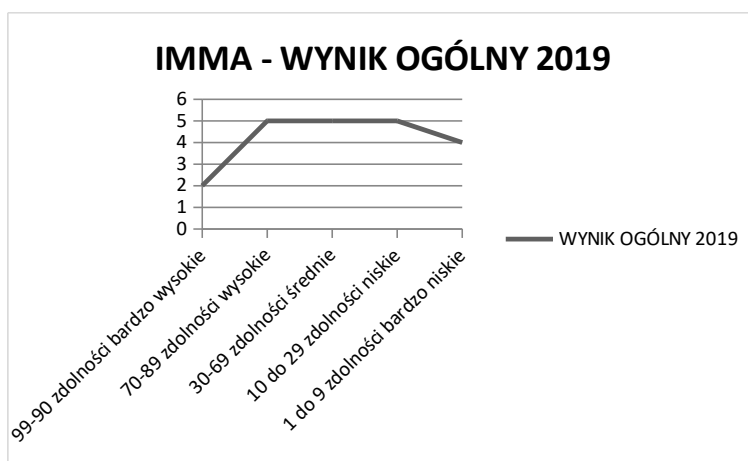 IMMA - WYNIK OGÓLNY 2019
6
5
4
3
2
1
0
WYNIK OGÓLNY 2019
99-90 zdolności bardzo wysokie
70-89 zdolności wysokie
30-69 zdolności średnie
10 do 29 zdolności niskie
1 do 9 zdolności bardzo niskie